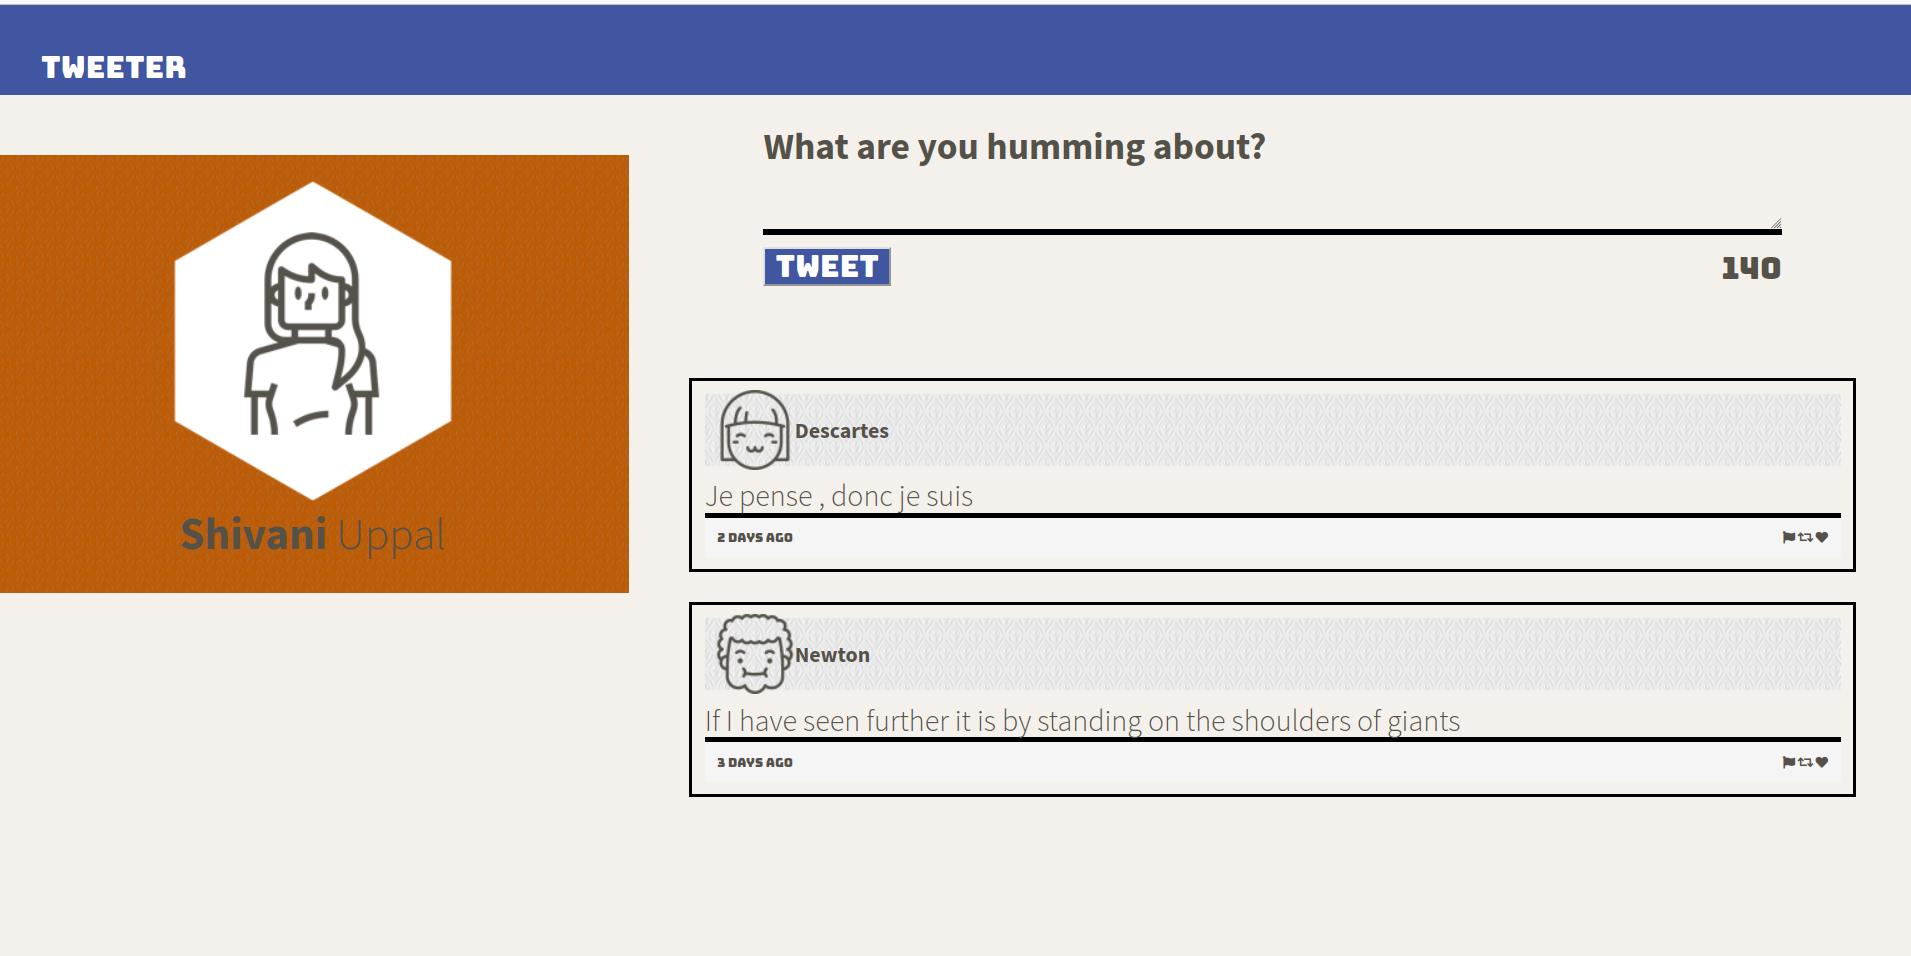 TWEETER
Shivani Uppal
What are you humming about?
TWEET
140
Descartes
Je pense , donc je suis
2 DAYS AGO
Newton
If I have seen further it is by standing on the shoulders of giants
3 DAYS AGO